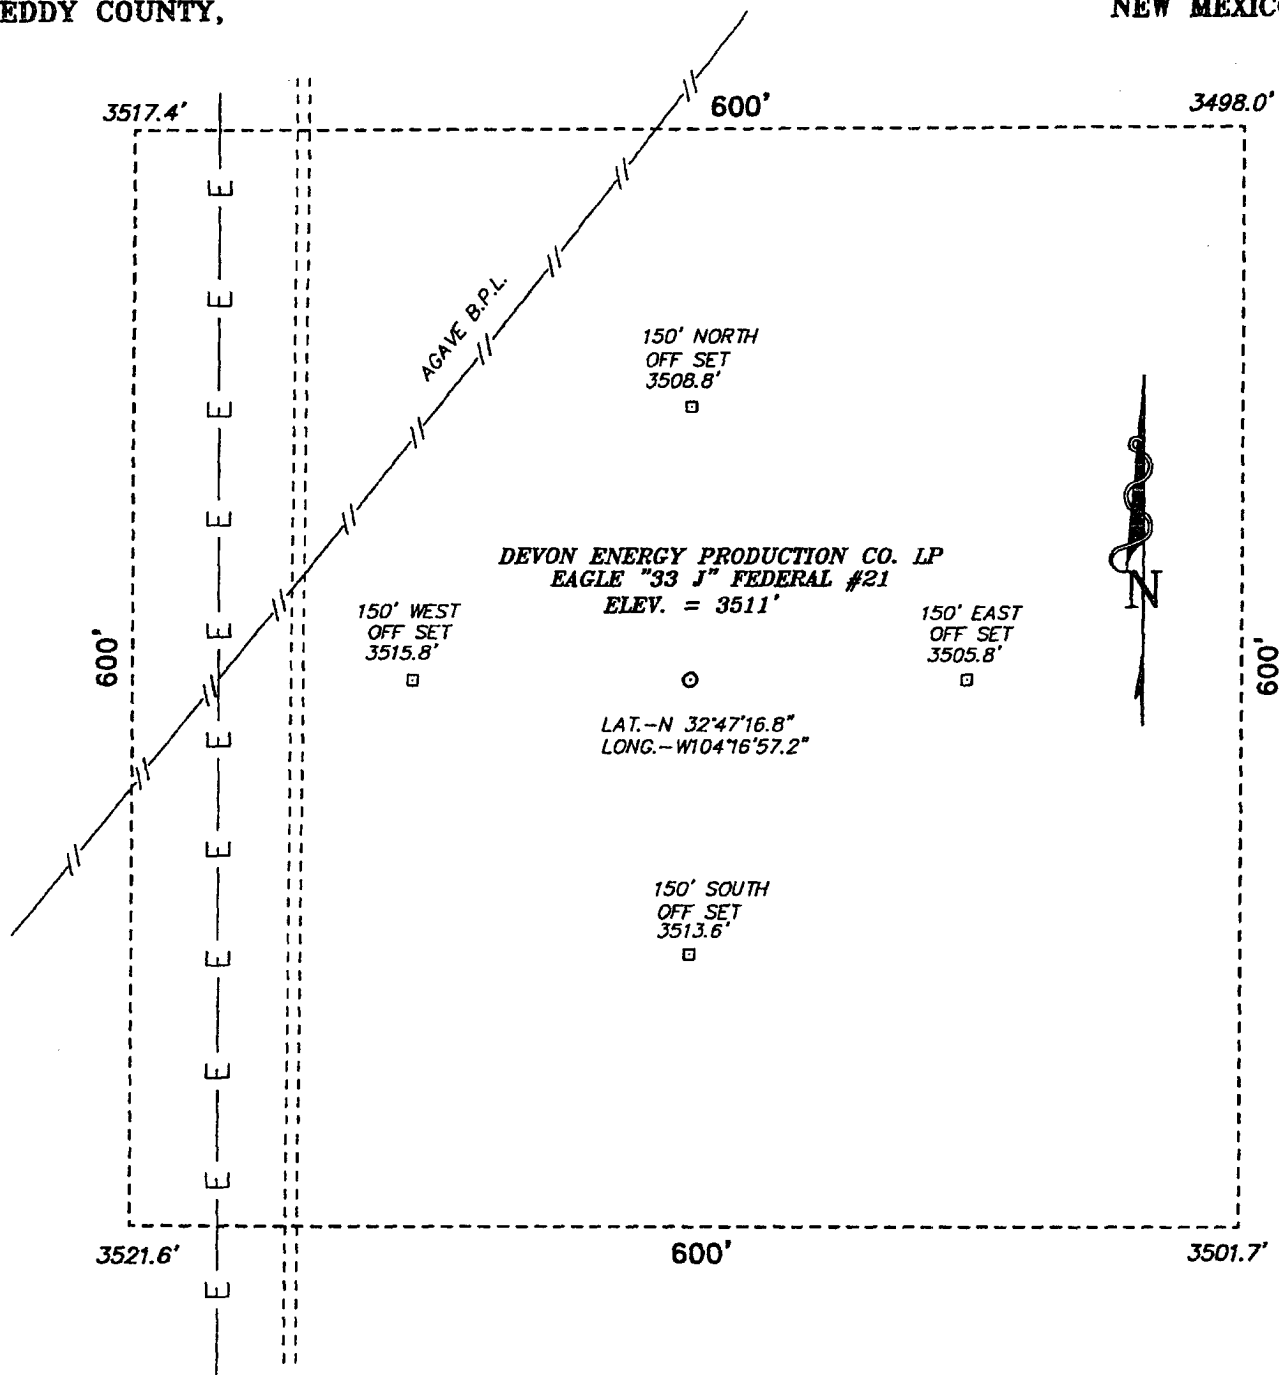 EDDY COUNTY,
NEW MEXICO
3517.4'
600'
3498.0'
AGAVE B.P.L.
150' NORTH
OFF SET
3508.8'
DEVON ENERGY PRODUCTION CO. LP
EAGLE "33 J" FEDERAL #21
ELEV. = 3511'
150' WEST
OFF SET
3515.8'
150' EAST
OFF SET
3505.8'
N
600'
600'
LAT.-N 32°47'16.8"
LONG.-W104°16'57.2"
150' SOUTH
OFF SET
3513.6'
3521.6'
600'
3501.7'
E
E
E
E
E
E
E
E
E
E
E